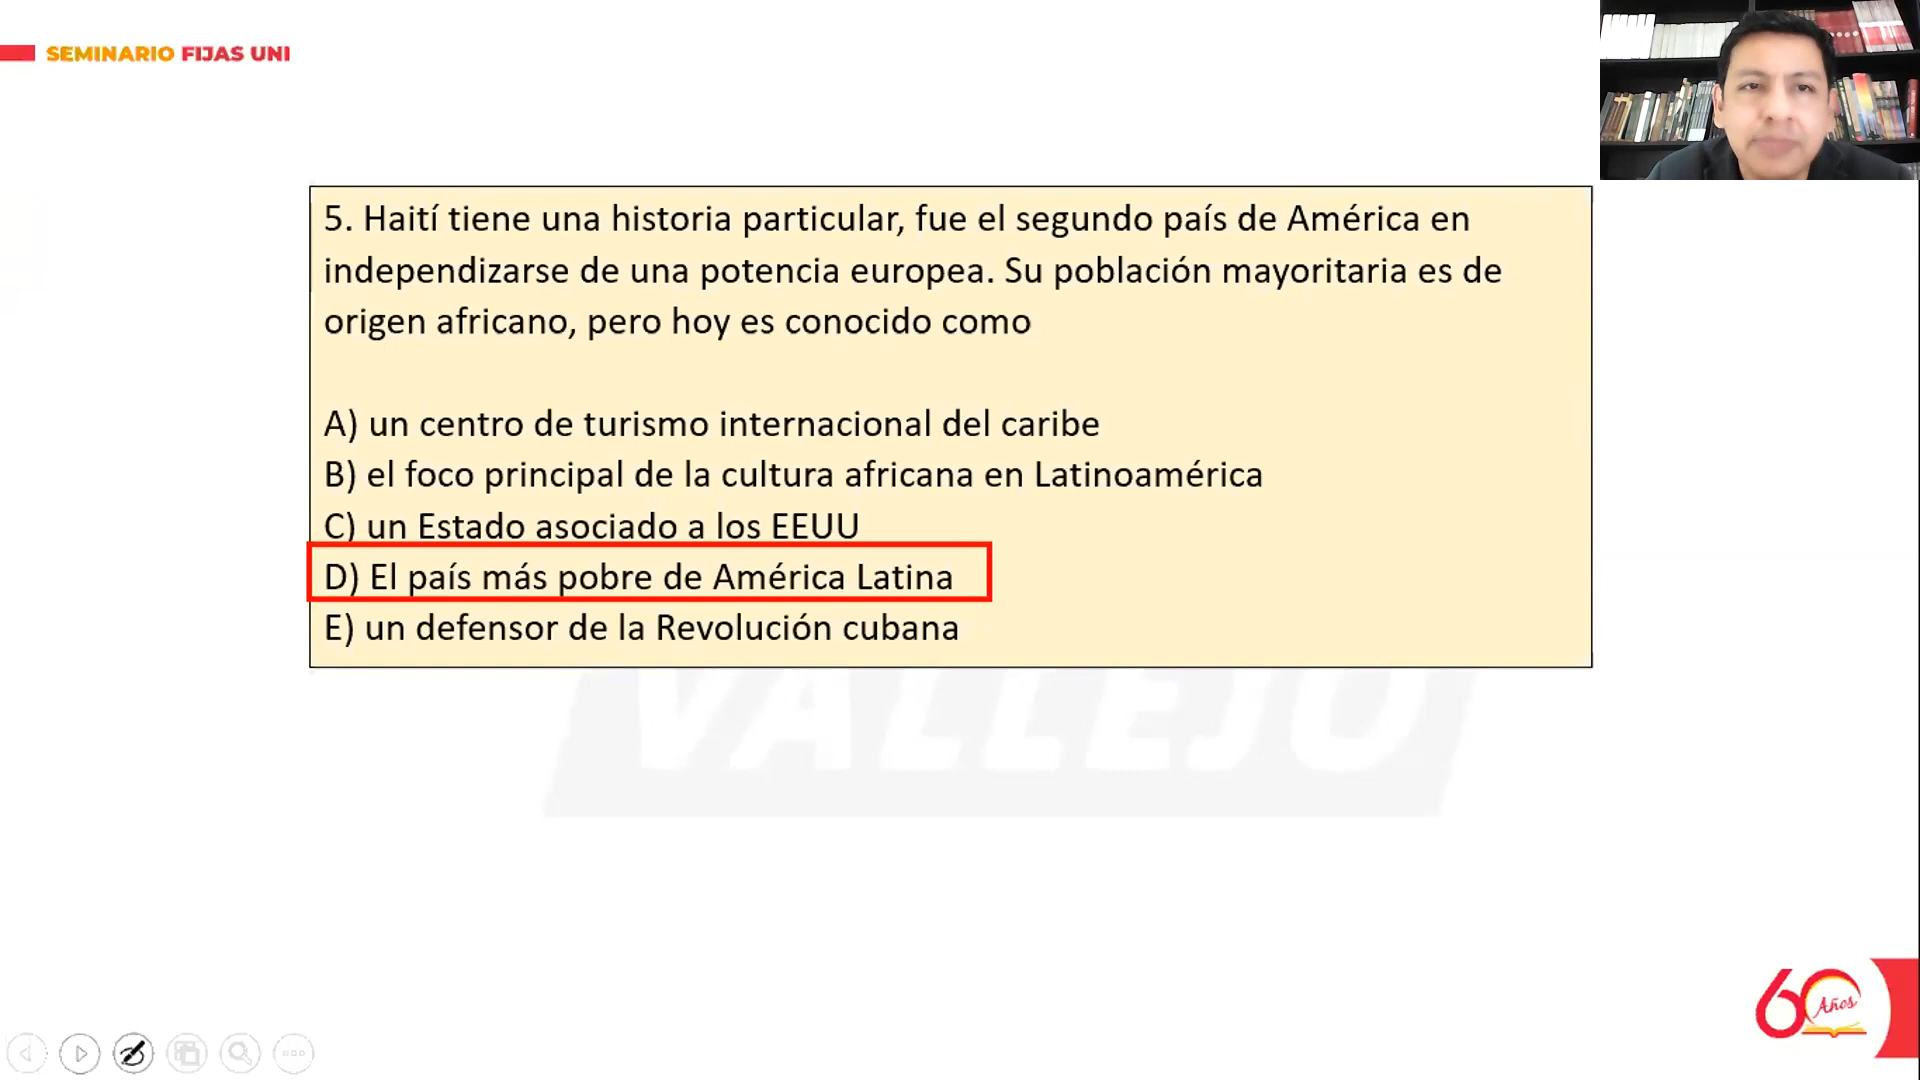 SEMINARIO FIJAS UNI
5. Haití tiene una historia particular, fue el segundo país de América en
independizarse de una potencia europea. Su población mayoritaria es de
origen africano, pero hoy es conocido como
A) un centro de turismo internacional del caribe
B) el foco principal de la cultura africana en Latinoamérica
C) un Estado asociado a los EEUU
D) El país más pobre de América Latina
E) un defensor de la Revolución cubana
VALLEJO
60 Años